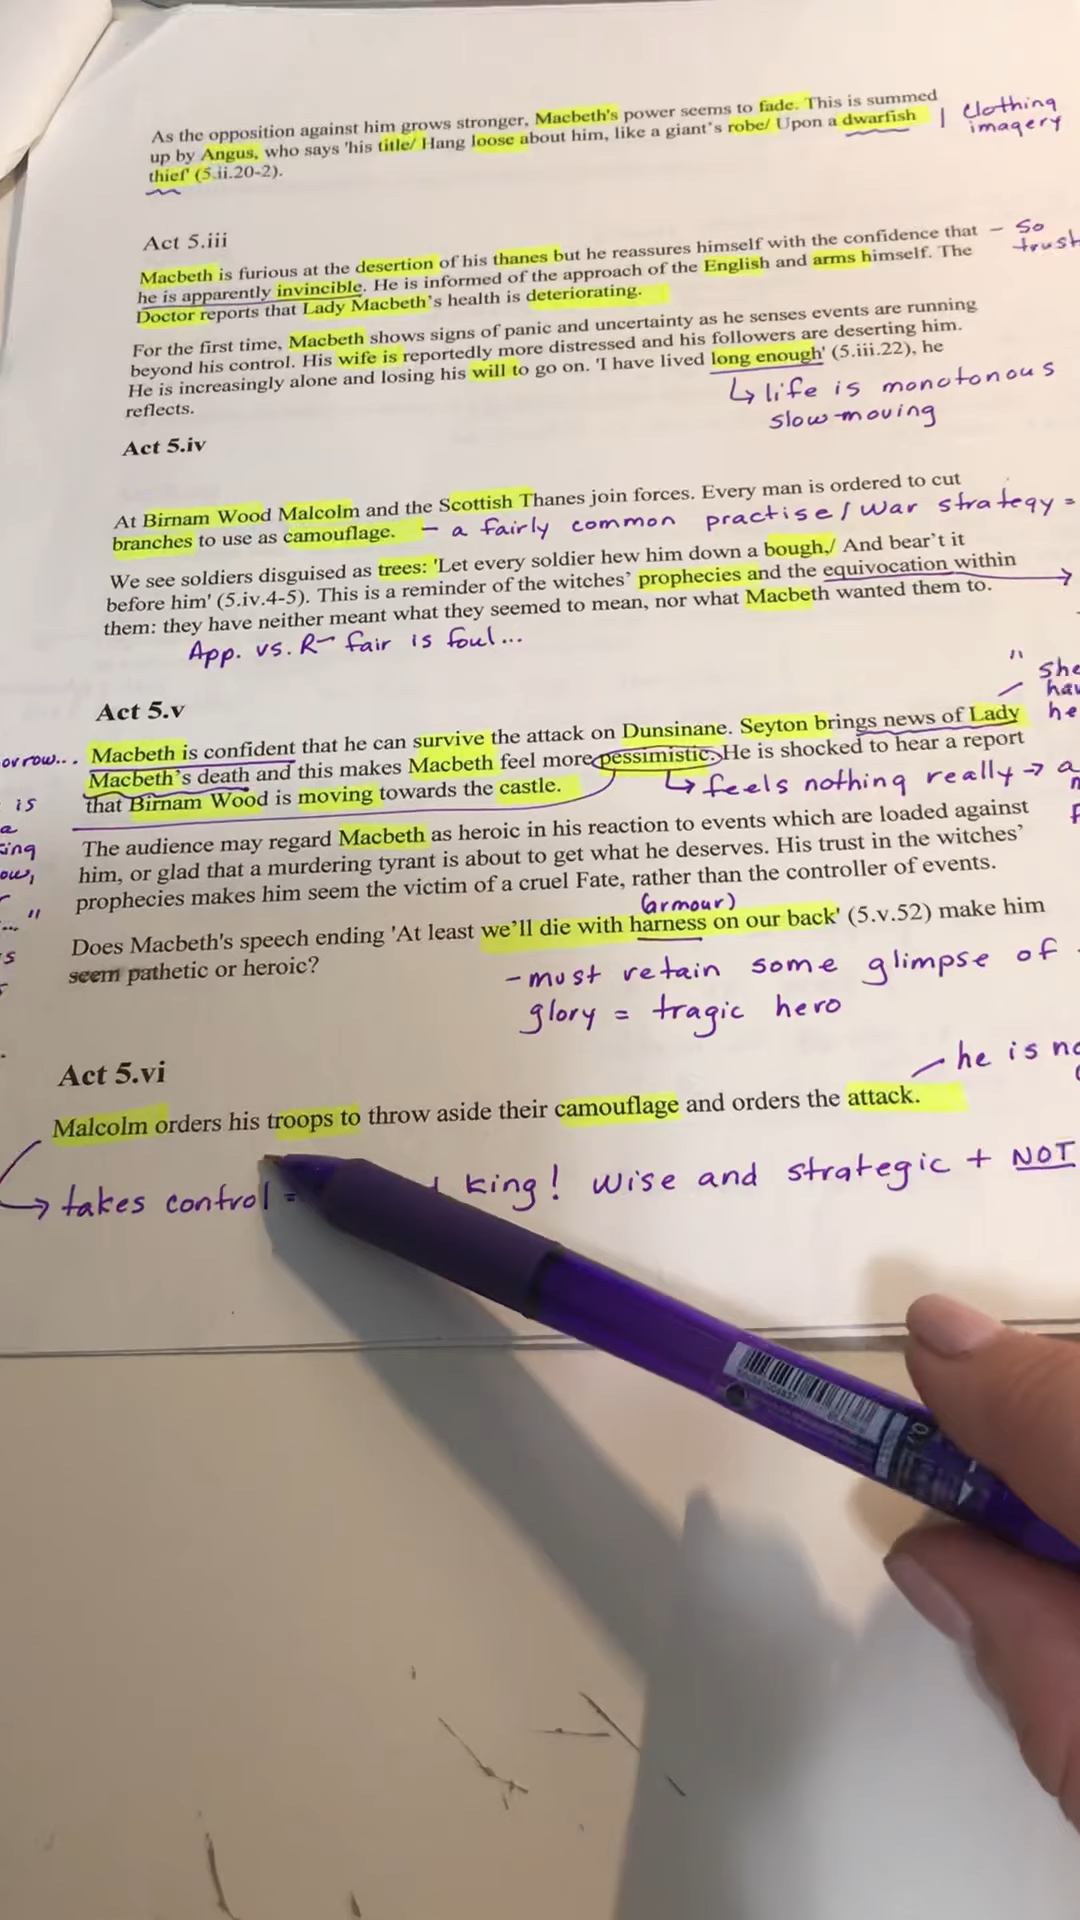 As the opposition against him grows stronger, Macbeth's power seems to fade. This is summed
up by Angus, who says 'his title/ Hang loose about him, like a giant's robe/ Upon a dwarfish
thief' (5.ii.20-2).
| Clothing
imagery
Act 5.iii
Macbeth is furious at the desertion of his thanes but he reassures himself with the confidence that
he is apparently invincible. He is informed of the approach of the English and arms himself. The
Doctor reports that Lady Macbeth's health is deteriorating.
- so
trust
For the first time, Macbeth shows signs of panic and uncertainty as he senses events are running
beyond his control. His wife is reportedly more distressed and his followers are deserting him.
He is increasingly alone and losing his will to go on. 'I have lived long enough' (5.iii.22), he
reflects.
↳ life is monotonous
slow-moving
Act 5.iv
At Birnam Wood Malcolm and the Scottish Thanes join forces. Every man is ordered to cut
branches to use as camouflage.
- a fairly common practise/war strategy =
We see soldiers disguised as trees: 'Let every soldier hew him down a bough,/ And bear't it
before him' (5.iv.4-5). This is a reminder of the witches' prophecies and the equivocation within
them: they have neither meant what they seemed to mean, nor what Macbeth wanted them to.
App. vs. R- fair is foul...
Act 5.v
" she
he
orrow...
Macbeth is confident that he can survive the attack on Dunsinane. Seyton brings news of Lady
Macbeth's death and this makes Macbeth feel more pessimistic. He is shocked to hear a report
that Birnam Wood is moving towards the castle.
↳ feels nothing really → a
is
The audience may regard Macbeth as heroic in his reaction to events which are loaded against
him, or glad that a murdering tyrant is about to get what he deserves. His trust in the witches'
prophecies makes him seem the victim of a cruel Fate, rather than the controller of events.
(armour)
Does Macbeth's speech ending 'At least we'll die with harness on our back' (5.v.52) make him
seem pathetic or heroic?
- must retain some glimpse of
glory = tragic hero
Act 5.vi
he is
Malcolm orders his troops to throw aside their camouflage and orders the attack.
→ takes control = king! wise and strategic + NOT